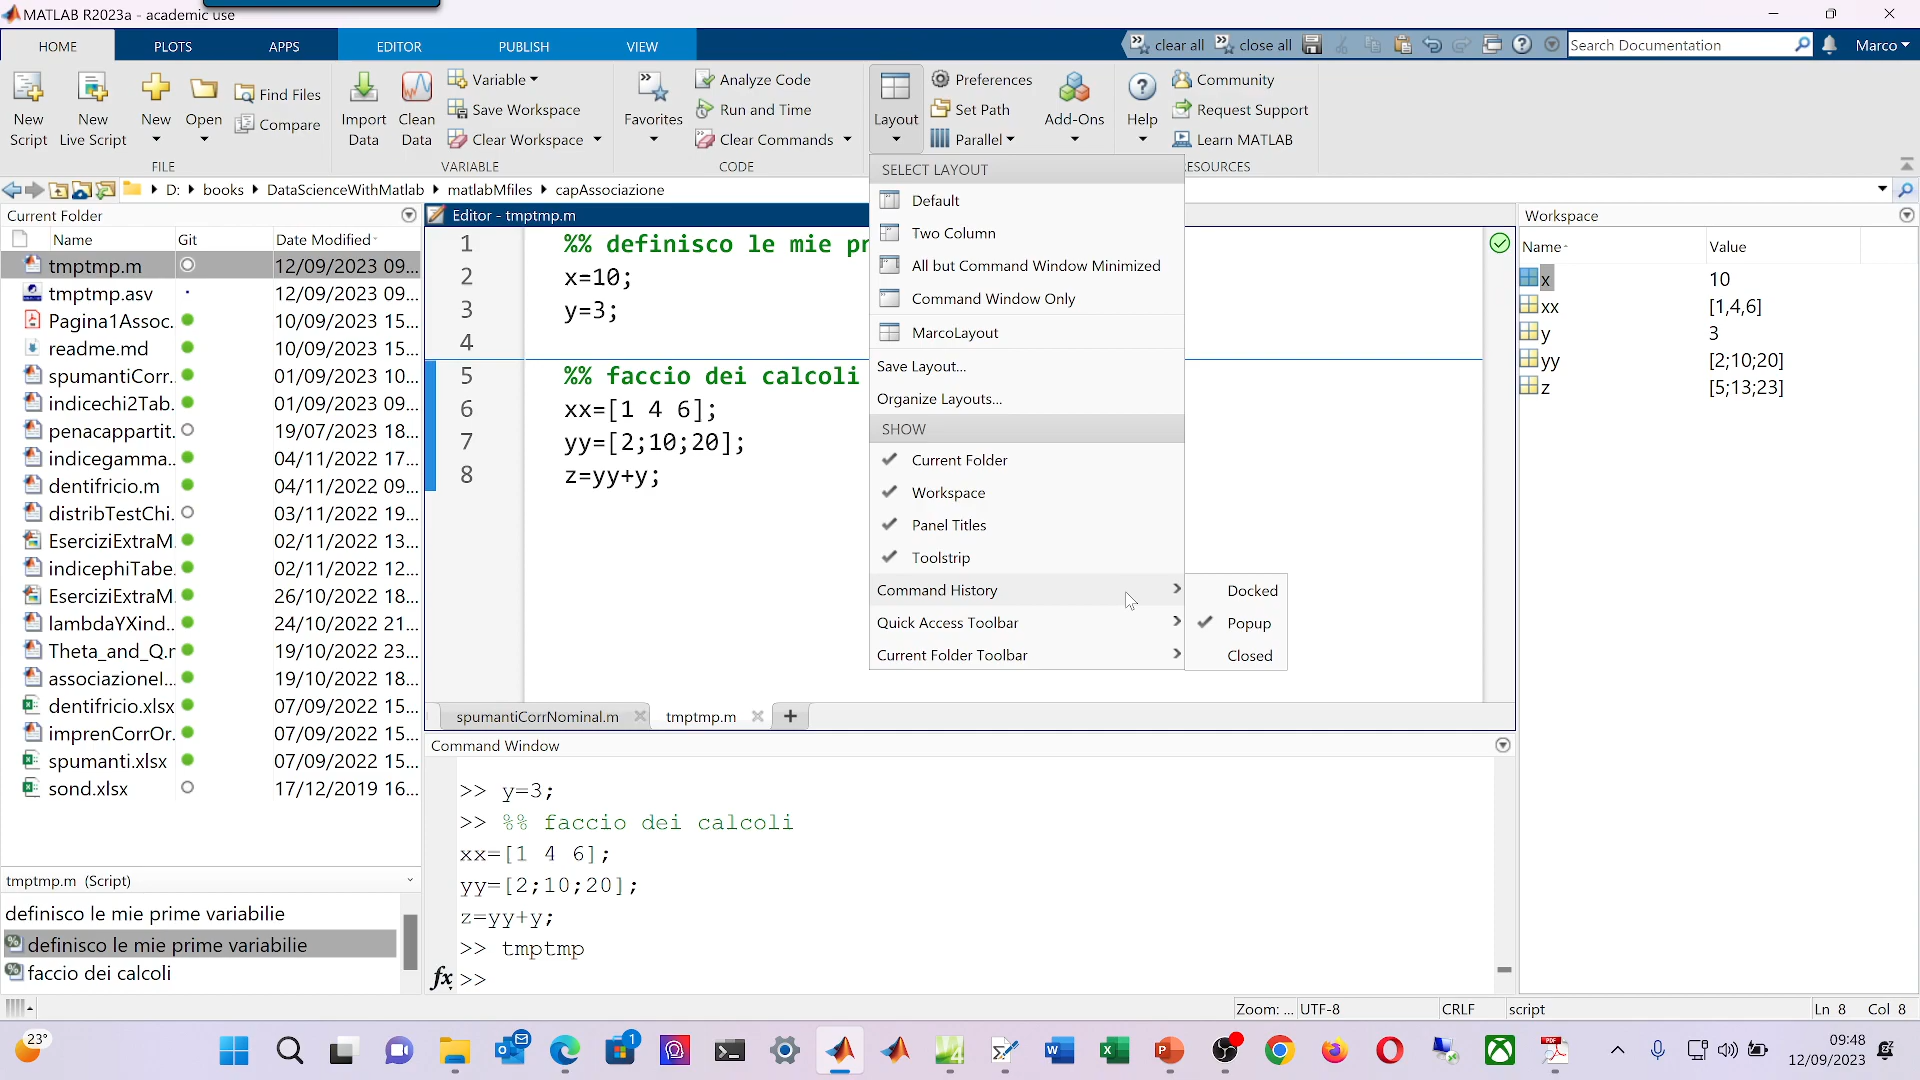 MATLAB R2023a - academic use
HOME PLOTS APPS EDITOR PUBLISH VIEW
clear all close all Search Documentation Marco
New Script
New Live Script
New
Open
Find Files
Compare
FILE
Import Data
Clean Data
Variable
Save Workspace
Clear Workspace
VARIABLE
Favorites
Analyze Code
Run and Time
Clear Commands
CODE
Layout
Preferences
Set Path
Parallel
Add-Ons
Help
Community
Request Support
Learn MATLAB
ESOURCES
D: books DataScienceWithMatlab matlabMfiles capAssociazione
Current Folder
Name Git Date Modified
tmptmp.m 12/09/2023 09...
tmptmp.asv 12/09/2023 09...
Pagina1Assoc. 10/09/2023 15...
readme.md 10/09/2023 15...
spumantiCorr.. 01/09/2023 10...
indicechi2Tab. 01/09/2023 09...
penacappartit. 19/07/2023 18...
indicegamma.. 04/11/2022 17...
dentifricio.m 04/11/2022 09...
distribTestChi. 03/11/2022 19...
EserciziExtraM 02/11/2022 13...
indicephiTabe. 02/11/2022 12...
EserciziExtraM 26/10/2022 18...
lambdaYXind.. 24/10/2022 21...
Theta_and_Q.r 19/10/2022 23...
associazioneI... 19/10/2022 18...
dentifricio.xlsx 07/09/2022 15...
imprenCorrOr. 07/09/2022 15...
spumanti.xlsx 07/09/2022 15...
sond.xlsx 17/12/2019 16...
tmptmp.m (Script)
definisco le mie prime variabilie
definisco le mie prime variabilie
faccio dei calcoli
Editor - tmptmp.m
1 %% definisco le mie pr
2 x=10;
3 y=3;
4
5 %% faccio dei calcoli
6 xx=[1 4 6];
7 yy=[2;10;20];
8 z=yy+y;
SELECT LAYOUT
Default
Two Column
All but Command Window Minimized
Command Window Only
MarcoLayout
Save Layout...
Organize Layouts...
SHOW
Current Folder
Workspace
Panel Titles
Toolstrip
Command History
Quick Access Toolbar
Current Folder Toolbar
Docked
Popup
Closed
spumantiCorrNominal.m tmptmp.m
Command Window
>> y=3;
>> %% faccio dei calcoli
xx=[1 4 6];
yy=[2;10;20];
z=yy+y;
>> tmptmp
fx >>
Workspace
Name Value
x 10
xx [1,4,6]
y 3
yy [2;10;20]
z [5;13;23]
Zoom: ... UTF-8 CRLF script Ln 8 Col 8
23°
1
09:48
12/09/2023